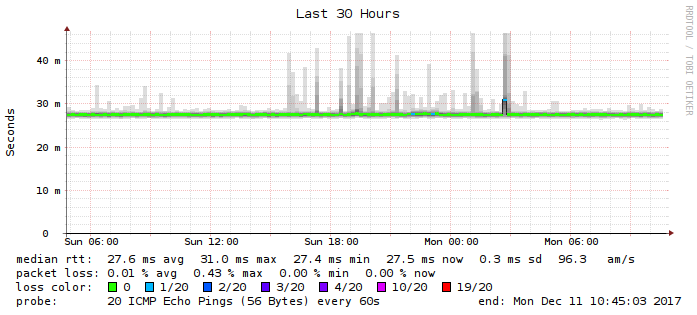 Last 30 Hours
RRDTOOL / TOBI OETIKER
Seconds
40 m
30 m
20 m
10 m
0
Sun 06:00 Sun 12:00 Sun 18:00 Mon 00:00 Mon 06:00
median rtt: 27.6 ms avg 31.0 ms max 27.4 ms min 27.5 ms now 0.3 ms sd 96.3 am/s
packet loss: 0.01 % avg 0.43 % max 0.00 % min 0.00 % now
loss color: 0 1/20 2/20 3/20 4/20 10/20 19/20
probe: 20 ICMP Echo Pings (56 Bytes) every 60s end: Mon Dec 11 10:45:03 2017